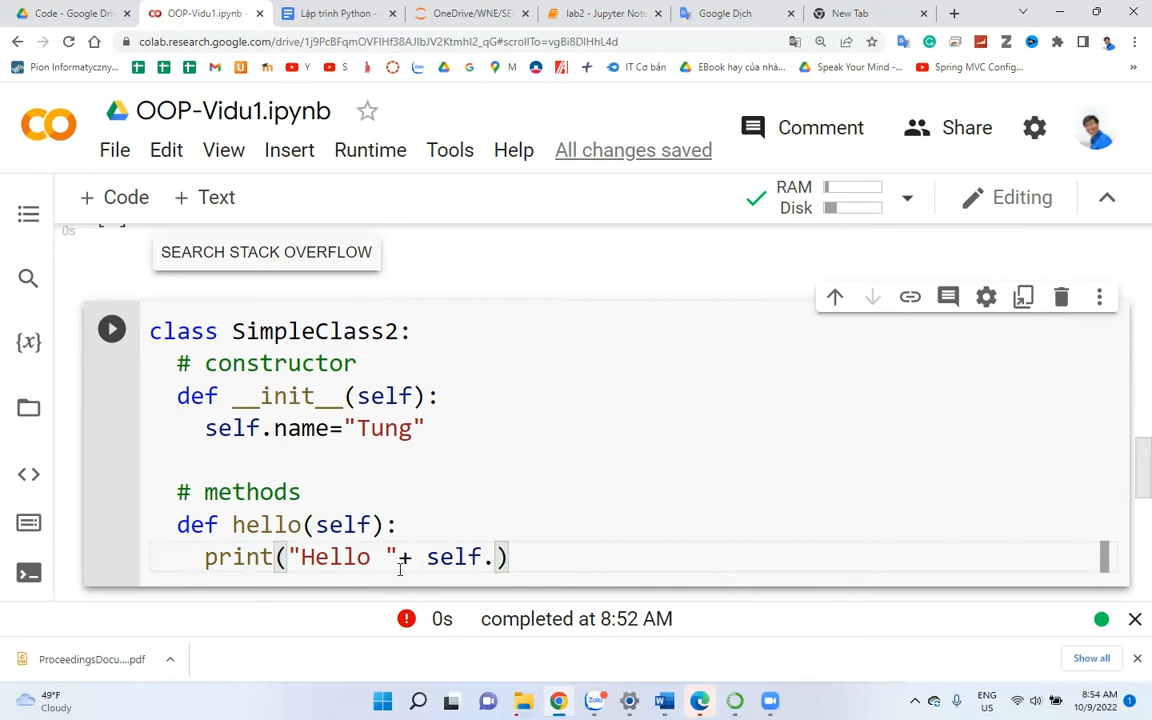 Code - Google Driv
OOP-Vidu1.ipynb -
Lập trình Python -
OneDrive/WNE/SE
lab2 - Jupyter Note
Google Dịch
New Tab
colab.research.google.com/drive/
Pion Informatyczny...
Y
S
M
IT Cơ bản
EBook hay của nhà...
Speak Your Mind -...
Spring MVC Config...
OOP-Vidu1.ipynb
Comment
Share
File Edit View Insert Runtime Tools Help All changes saved
+ Code + Text
RAM
Disk
Editing
0s
SEARCH STACK OVERFLOW
class SimpleClass2:
# constructor
def __init__(self):
self.name="Tung"
# methods
def hello(self):
print("Hello "+ self.)
0s completed at 8:52 AM
ProceedingsDocu....pdf
Show all
49°F
Cloudy
ENG
US
8:54 AM
10/9/2022